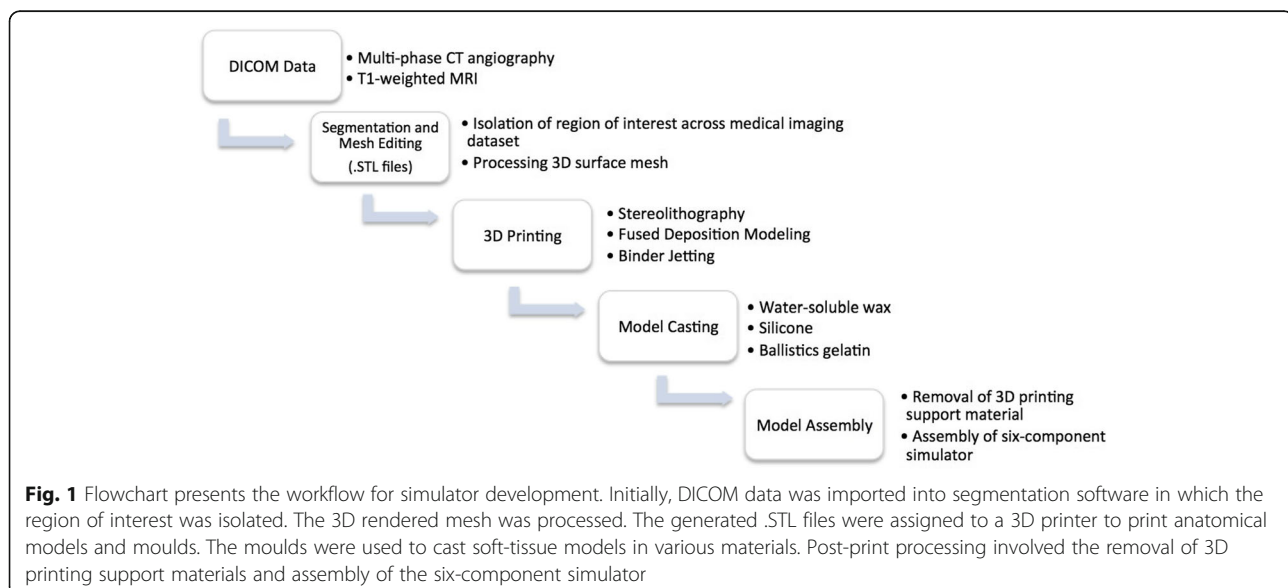 DICOM Data
• Multi-phase CT angiography
• T1-weighted MRI
Segmentation and
Mesh Editing
(.STL files)
• Isolation of region of interest across medical imaging
dataset
• Processing 3D surface mesh
3D Printing
• Stereolithography
• Fused Deposition Modeling
• Binder Jetting
Model Casting
• Water-soluble wax
• Silicone
• Ballistics gelatin
Model Assembly
• Removal of 3D printing
support material
• Assembly of six-component
simulator
Fig. 1 Flowchart presents the workflow for simulator development. Initially, DICOM data was imported into segmentation software in which the
region of interest was isolated. The 3D rendered mesh was processed. The generated .STL files were assigned to a 3D printer to print anatomical
models and moulds. The moulds were used to cast soft-tissue models in various materials. Post-print processing involved the removal of 3D
printing support materials and assembly of the six-component simulator